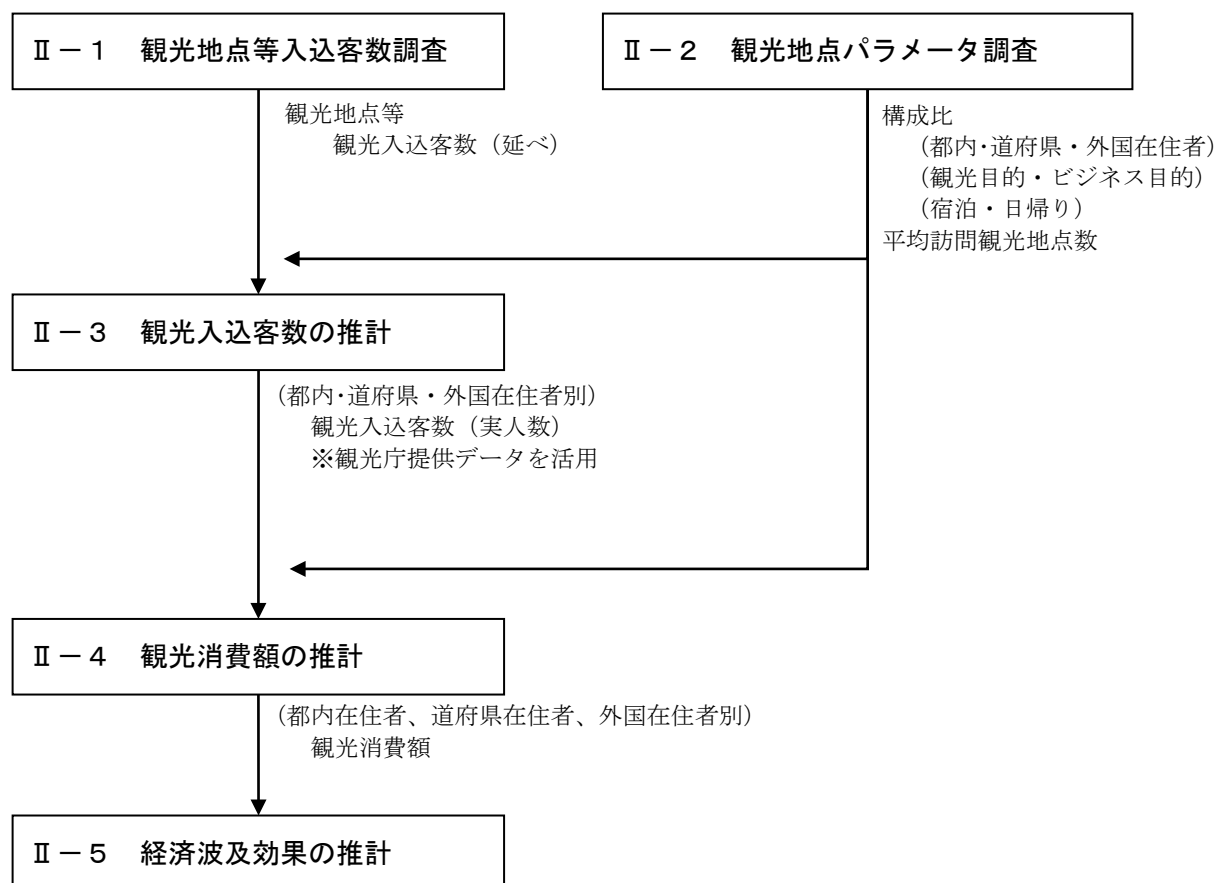 Ⅱ－１　観光地点等入込客数調査
Ⅱ－２　観光地点パラメータ調査
観光地点等
観光入込客数（延べ）
構成比
（都内･道府県・外国在住者）
（観光目的・ビジネス目的）
（宿泊・日帰り）
平均訪問観光地点数
Ⅱ－３　観光入込客数の推計
（都内･道府県・外国在住者別）
観光入込客数（実人数）
※観光庁提供データを活用
Ⅱ－４　観光消費額の推計
（都内在住者、道府県在住者、外国在住者別）
観光消費額
Ⅱ－５　経済波及効果の推計